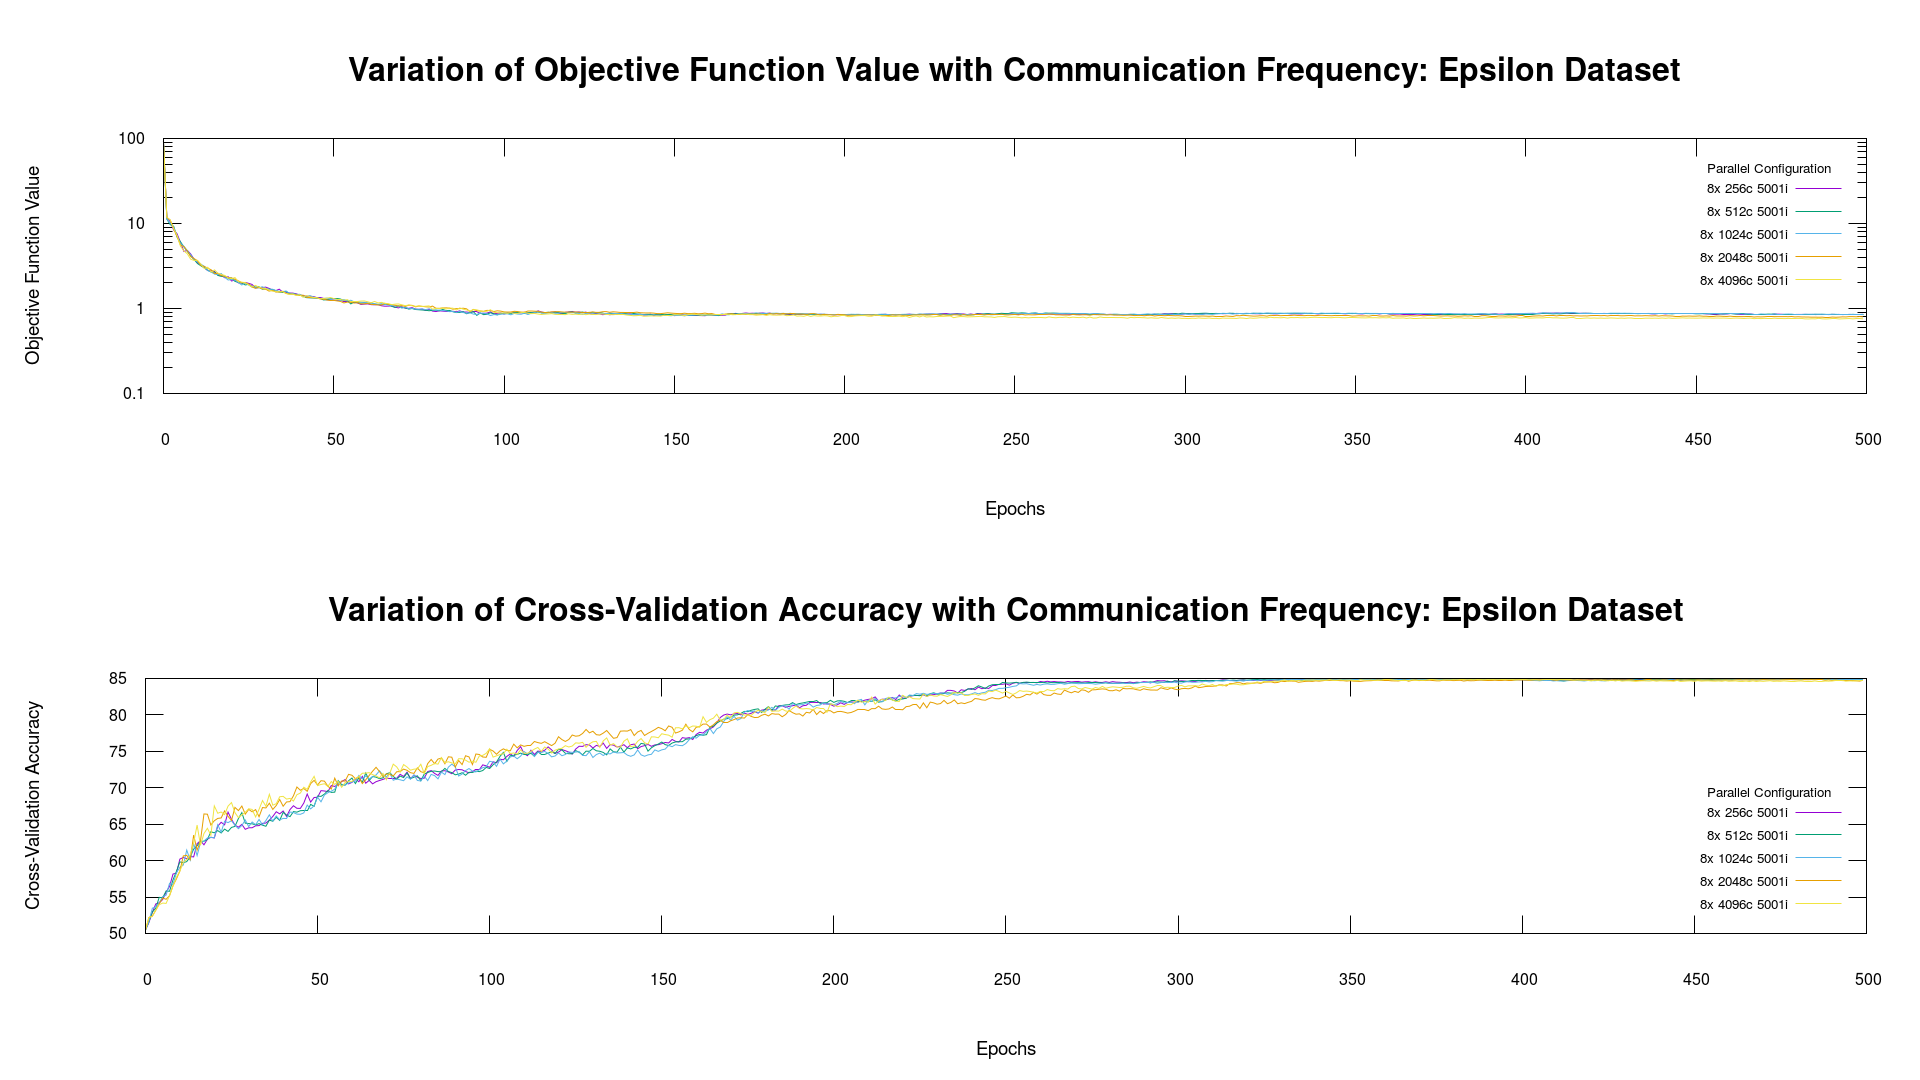 Variation of Objective Function Value with Communication Frequency: Epsilon Dataset
100
10
1
0.1
Objective Function Value
Parallel Configuration
8x 256c 5001i
8x 512c 5001i
8x 1024c 5001i
8x 2048c 5001i
8x 4096c 5001i
0 50 100 150 200 250 300 350 400 450 500
Epochs
Variation of Cross-Validation Accuracy with Communication Frequency: Epsilon Dataset
85
80
75
70
65
60
55
50
Cross-Validation Accuracy
Parallel Configuration
8x 256c 5001i
8x 512c 5001i
8x 1024c 5001i
8x 2048c 5001i
8x 4096c 5001i
0 50 100 150 200 250 300 350 400 450 500
Epochs